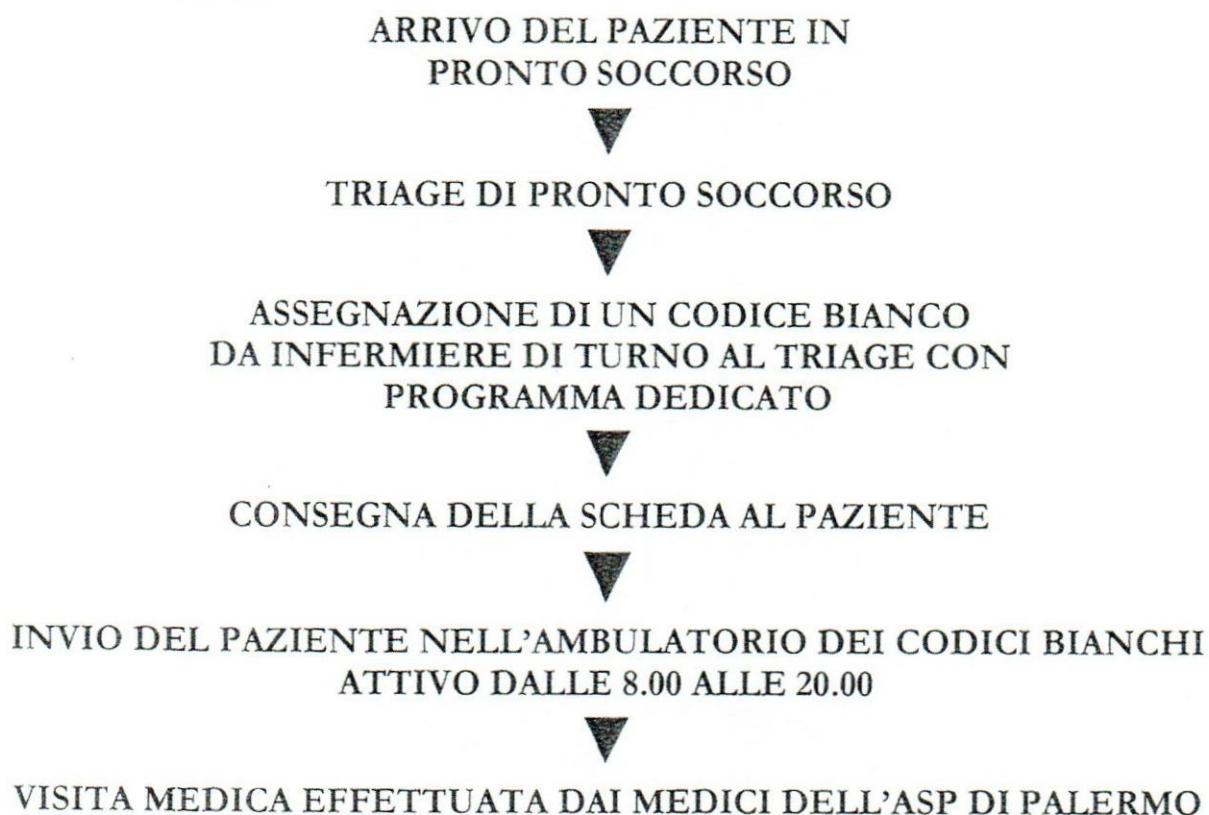 ARRIVO DEL PAZIENTE IN
PRONTO SOCCORSO
TRIAGE DI PRONTO SOCCORSO
ASSEGNAZIONE DI UN CODICE BIANCO
DA INFERMIERE DI TURNO AL TRIAGE CON
PROGRAMMA DEDICATO
CONSEGNA DELLA SCHEDA AL PAZIENTE
INVIO DEL PAZIENTE NELL'AMBULATORIO DEI CODICI BIANCHI
ATTIVO DALLE 8.00 ALLE 20.00
VISITA MEDICA EFFETTUATA DAI MEDICI DELL'ASP DI PALERMO